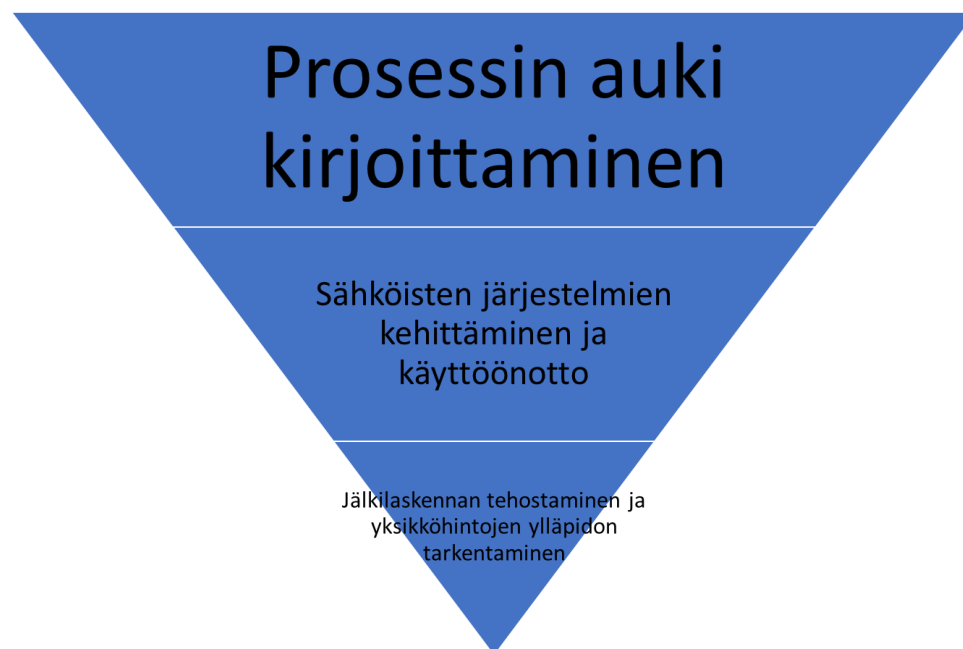 Prosessin auki
kirjoittaminen
Sähköisten järjestelmien
kehittäminen ja
käyttöönotto
Jälkilaskennan tehostaminen ja
yksikköhintojen ylläpidon
tarkentaminen